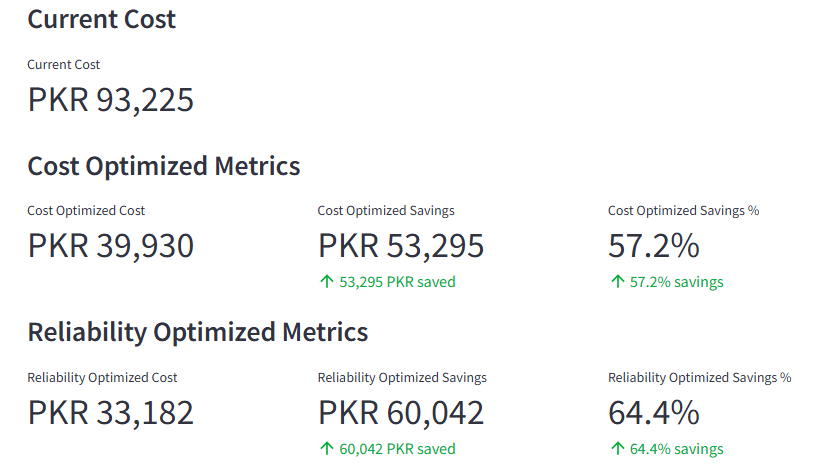 Current Cost
Current Cost
PKR 93,225
Cost Optimized Metrics
Cost Optimized Cost Cost Optimized Savings Cost Optimized Savings %
PKR 39,930 PKR 53,295 57.2%
↑ 53,295 PKR saved ↑ 57.2% savings
Reliability Optimized Metrics
Reliability Optimized Cost Reliability Optimized Savings Reliability Optimized Savings %
PKR 33,182 PKR 60,042 64.4%
↑ 60,042 PKR saved ↑ 64.4% savings